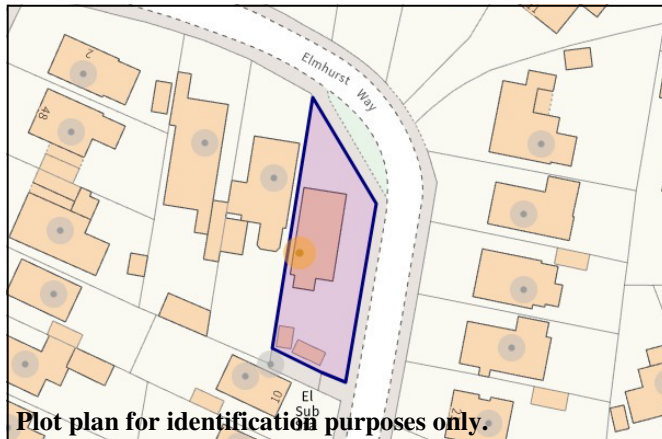 Elmhurst Way
2
48
10
El
Sub
Plot plan for identification purposes only.